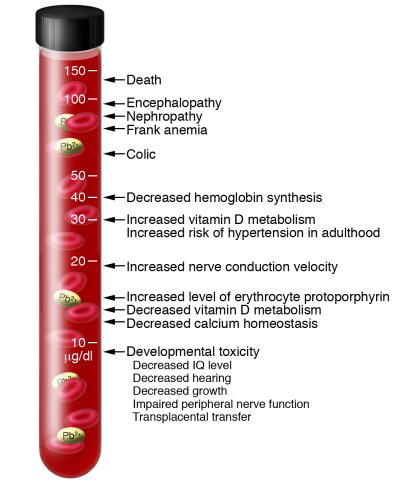 150
Death
100
Encephalopathy
Nephropathy
Frank anemia
Pb²⁺
Colic
50
40
Decreased hemoglobin synthesis
30
Increased vitamin D metabolism
Increased risk of hypertension in adulthood
20
Increased nerve conduction velocity
Pb²⁺
Increased level of erythrocyte protoporphyrin
Decreased vitamin D metabolism
Decreased calcium homeostasis
10
µg/dl
Developmental toxicity
Decreased IQ level
Decreased hearing
Decreased growth
Impaired peripheral nerve function
Transplacental transfer
Pb²⁺